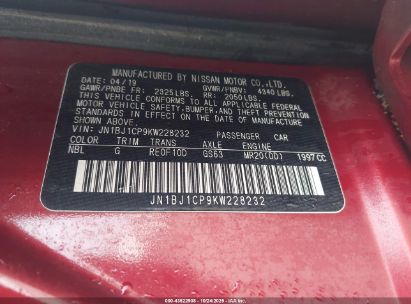 MANUFACTURED BY NISSAN MOTOR CO.,LTD.
DATE: 04/19 GVWR/PNBV: 4340 LBS.
GAWR/PNBE FR: 2325LBS. RR: 2050LBS.
THIS VEHICLE CONFORMS TO ALL APPLICABLE
FEDERAL MOTOR VEHICLE SAFETY, BUMPER AND THEFT
PREVENTION STANDARDS IN
EFFECT ON THE DATE OF MANUFACTURE SHOWN ABOVE.
VIN: JN1BJ1CP9KW228232 PASSENGER CAR
COLOR TRIM TRANS AXLE ENGINE
NBL G RE0F10D GS63 MR20(DD) 1997CC
JN1BJ1CP9KW228232